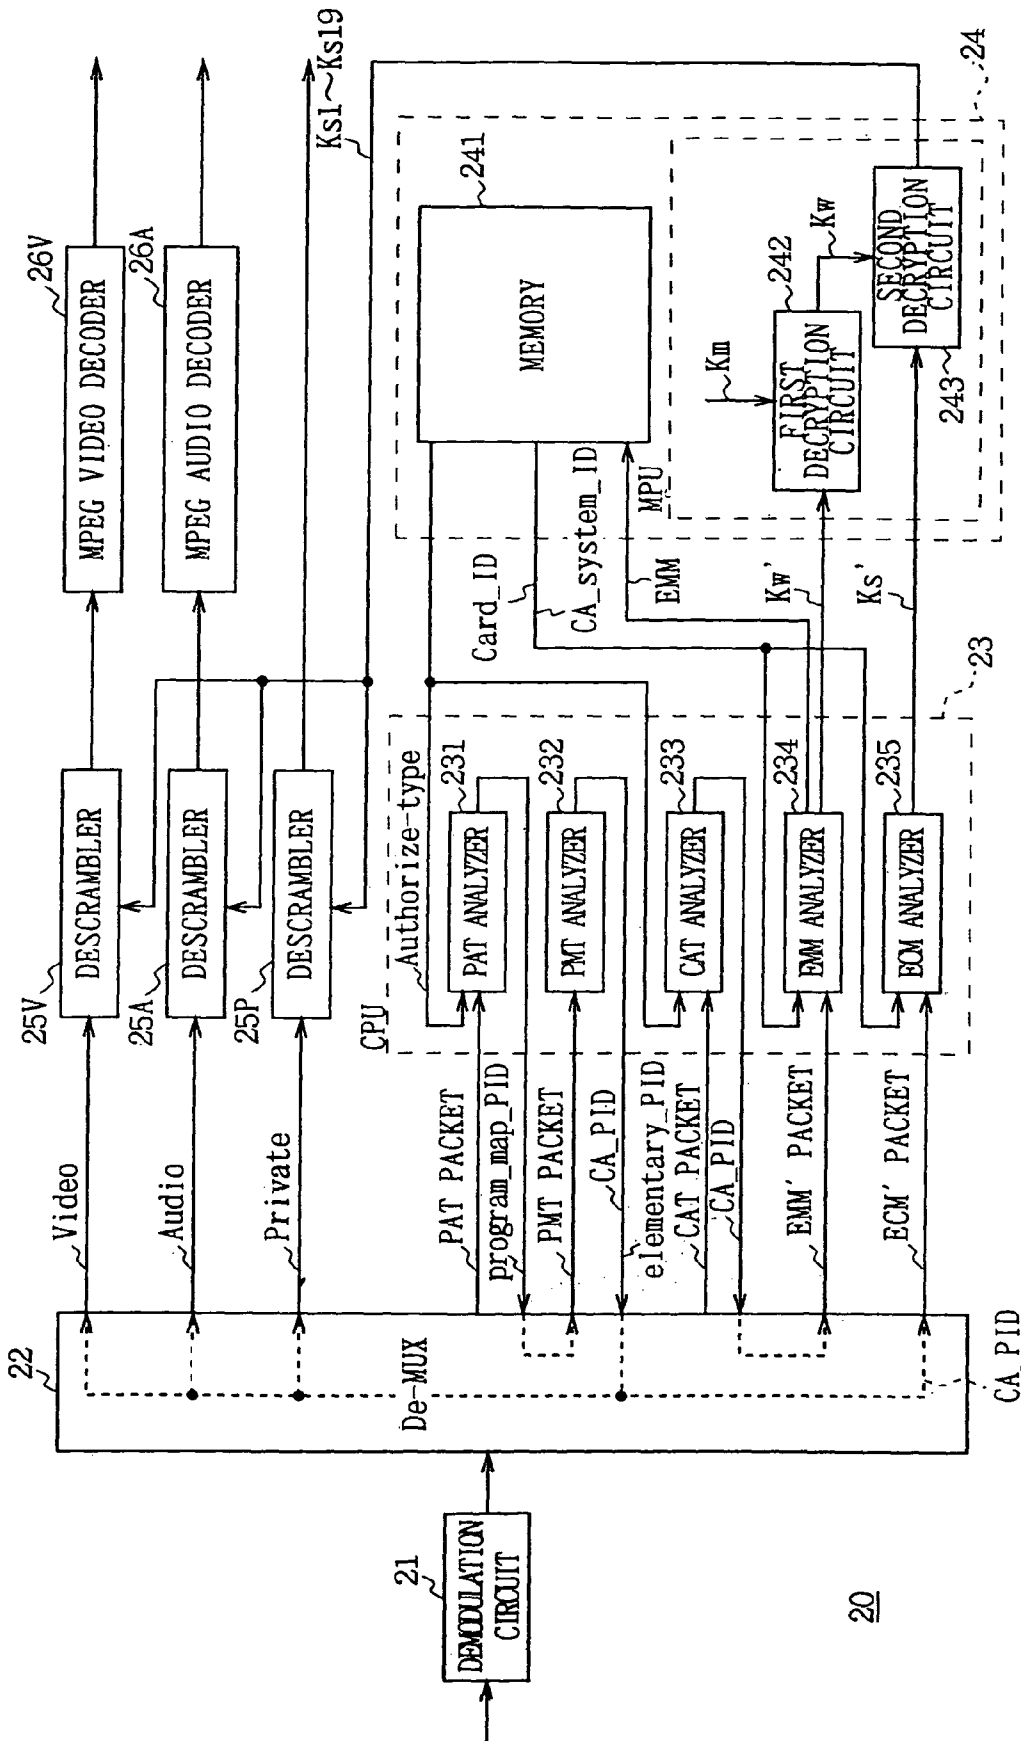 20
21
DEMODULATION
CIRCUIT
22
De-MUX
CA_PID
Video
Audio
Private
PAT PACKET
program_map_PID
PMT PACKET
CA_PID
elementary_PID
CAT PACKET
CA_PID
EMM' PACKET
ECM' PACKET
25V
DESCRAMBLER
25A
DESCRAMBLER
25P
DESCRAMBLER
26V
MPEG VIDEO DECODER
26A
MPEG AUDIO DECODER
Ks1~Ks19
CPU
Authorize-type
231
PAT ANALYZER
232
PMT ANALYZER
233
CAT ANALYZER
234
EMM ANALYZER
235
ECM ANALYZER
23
Card_ID
CA_system_ID
EMM
Kw'
Ks'
MPU
241
MEMORY
Km
242
FIRST
DECRYPTION
CIRCUIT
Kw
243
SECOND
DECRYPTION
CIRCUIT
24